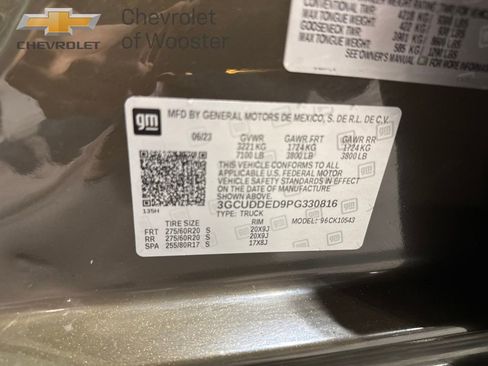 CHEVROLET
Chevrolet
of Wooster
CONVENTIONAL TWR
MAX TONGUE WEIGHT:
GOOSENECK TWR
MAX TONGUE WEIGHT:
SEE OWNER'S MANUAL
gm
MFD BY GENERAL MOTORS DE MEXICO, S. DE R.L. DE C.V.
06/23 GVWR GAWR FRT GAWR RR
3221 KG 1724 KG 1724 KG
7100 LB 3800 LB 3800 LB
THIS VEHICLE CONFORMS TO ALL
APPLICABLE U.S. FEDERAL MOTOR
VEHICLE SAFETY STANDARDS IN EFFECT ON
THE DATE OF MANUFACTURE SHOWN ABOVE.
3GCUDDED9PG330816
TYPE: TRUCK MODEL: 96CK10543
135H
TIRE SIZE RIM
FRT 275/60R20 S 20X9J
RR 275/60R20 S 20X9J
SPA 255/80R17 S 17X8J